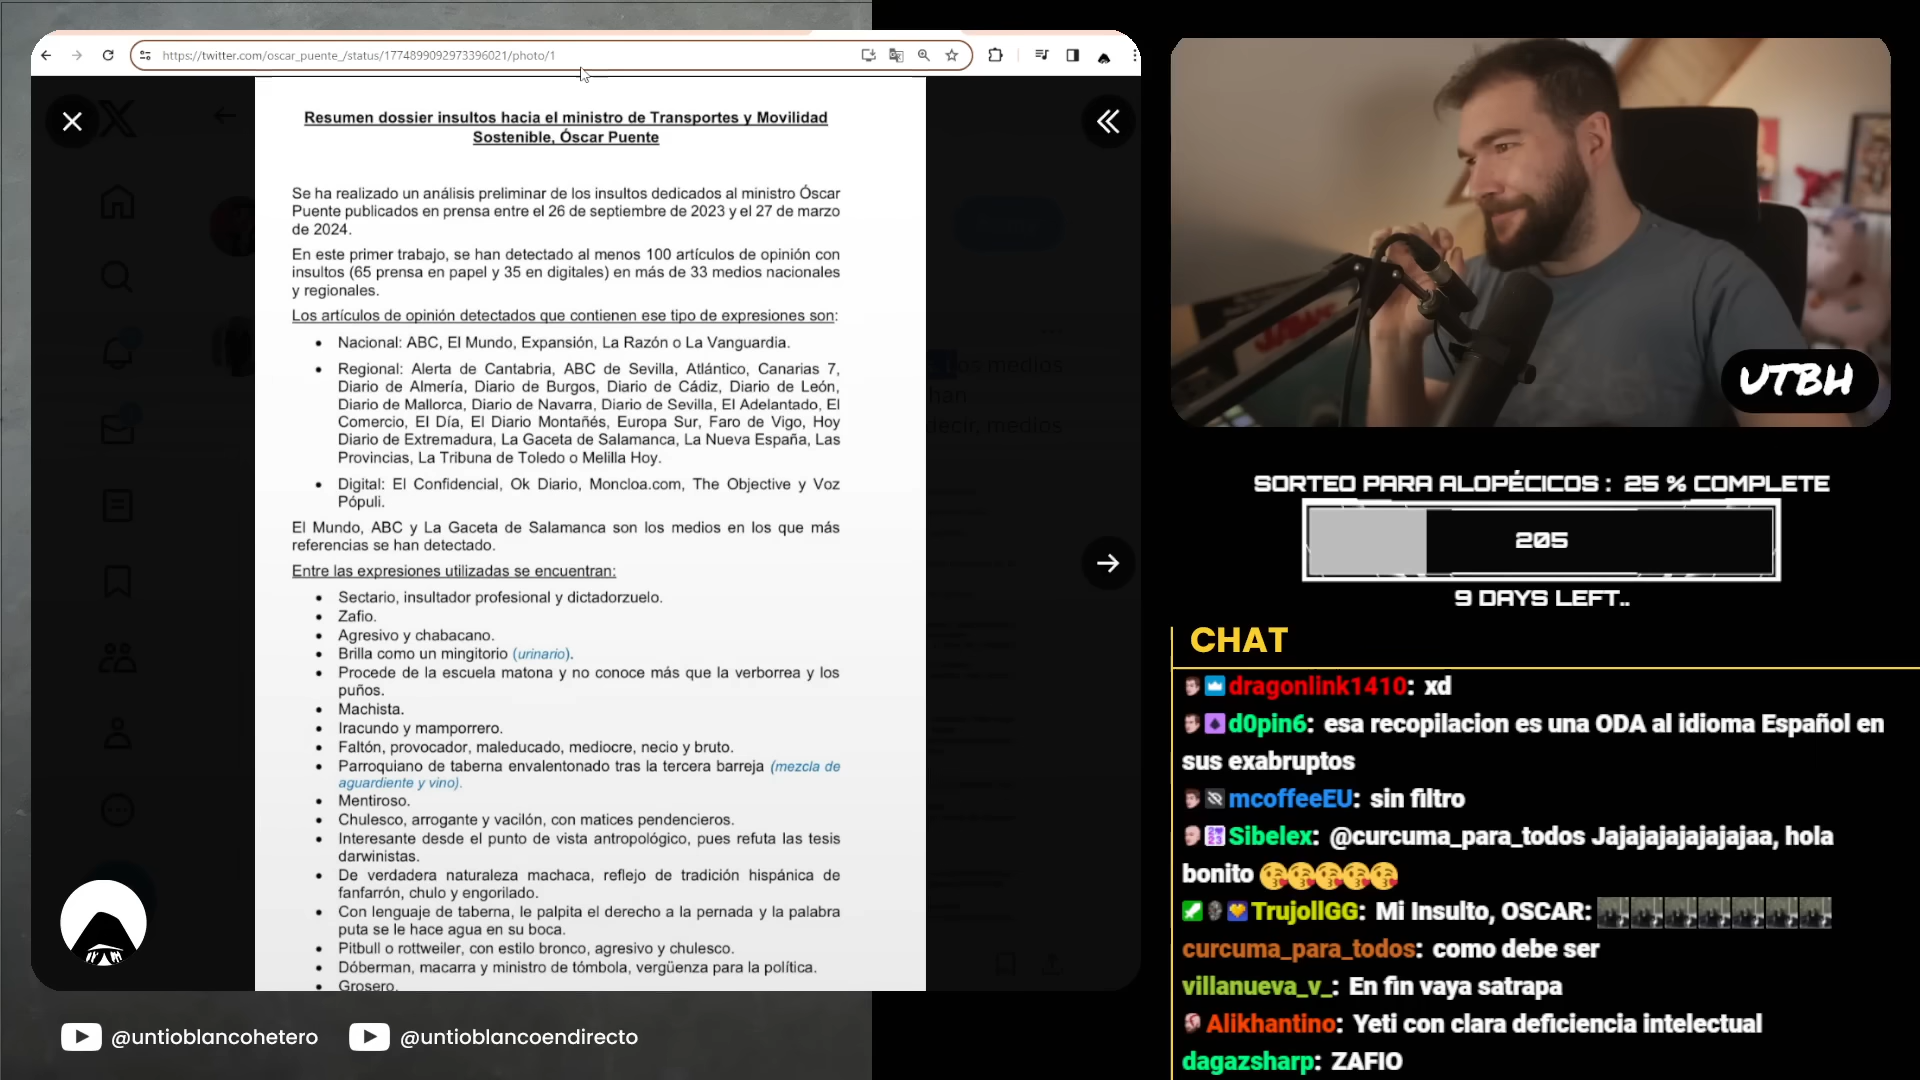 https://twitter.com/oscar_puente_/status/1774899092973396021/photo/1
Resumen dossier insultos hacia el ministro de Transportes y Movilidad
Sostenible, Óscar Puente
Se ha realizado un análisis preliminar de los insultos dedicados al ministro Óscar
Puente publicados en prensa entre el 26 de septiembre de 2023 y el 27 de marzo
de 2024.
En este primer trabajo, se han detectado al menos 100 artículos de opinión con
insultos (65 prensa en papel y 35 en digitales) en más de 33 medios nacionales
y regionales.
Los artículos de opinión detectados que contienen ese tipo de expresiones son:
• Nacional: ABC, El Mundo, Expansión, La Razón o La Vanguardia.
• Regional: Alerta de Cantabria, ABC de Sevilla, Atlántico, Canarias 7,
Diario de Almería, Diario de Burgos, Diario de Cádiz, Diario de León,
Diario de Mallorca, Diario de Navarra, Diario de Sevilla, El Adelantado, El
Comercio, El Día, El Diario Montañés, Europa Sur, Faro de Vigo, Hoy
Diario de Extremadura, La Gaceta de Salamanca, La Nueva España, Las
Provincias, La Tribuna de Toledo o Melilla Hoy.
• Digital: El Confidencial, Ok Diario, Moncloa.com, The Objective y Voz
Pópuli.
El Mundo, ABC y La Gaceta de Salamanca son los medios en los que más
referencias se han detectado.
Entre las expresiones utilizadas se encuentran:
• Sectario, insultador profesional y dictadorzuelo.
• Zafio.
• Agresivo y chabacano.
• Brilla como un mingitorio (urinario).
• Procede de la escuela matona y no conoce más que la verborrea y los
puños.
• Machista.
• Iracundo y mamporrero.
• Faltón, provocador, maleducado, mediocre, necio y bruto.
• Parroquiano de taberna envalentonado tras la tercera barreja (mezcla de
aguardiente y vino).
• Mentiroso.
• Chulesco, arrogante y vacilón, con matices pendencieros.
• Interesante desde el punto de vista antropológico, pues refuta las tesis
darwinistas.
• De verdadera naturaleza machaca, reflejo de tradición hispánica de
fanfarrón, chulo y engorilado.
• Con lenguaje de taberna, le palpita el derecho a la pernada y la palabra
puta se le hace agua en su boca.
• Pitbull o rottweiler, con estilo bronco, agresivo y chulesco.
• Dóberman, macarra y ministro de tómbola, vergüenza para la política.
• Grosero.
os medios
han
decir, medios
@untioblancohetero
@untioblancoendirecto
UTBH
SORTEO PARA ALOPÉCICOS : 25 % COMPLETE
205
9 DAYS LEFT..
CHAT
dragonlink1410: xd
d0pin6: esa recopilacion es una ODA al idioma Español en
sus exabruptos
mcoffeeEU: sin filtro
Sibelex: @curcuma_para_todos Jajajajajajajaa, hola
bonito 😘😘😘😘😘
TrujollGG: Mi Insulto, OSCAR:
curcuma_para_todos: como debe ser
villanueva_v_: En fin vaya satrapa
Alikhantino: Yeti con clara deficiencia intelectual
dagazsharp: ZAFIO